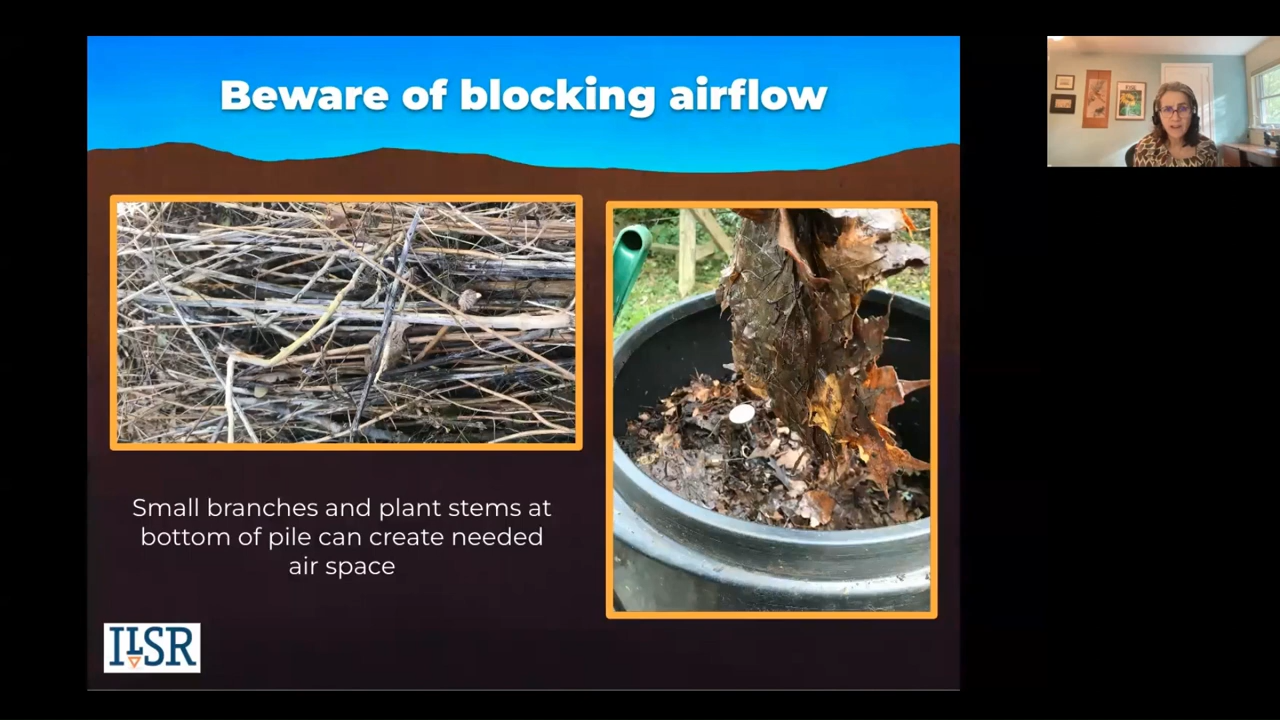 Beware of blocking airflow
Small branches and plant stems at
bottom of pile can create needed
air space
ILSR